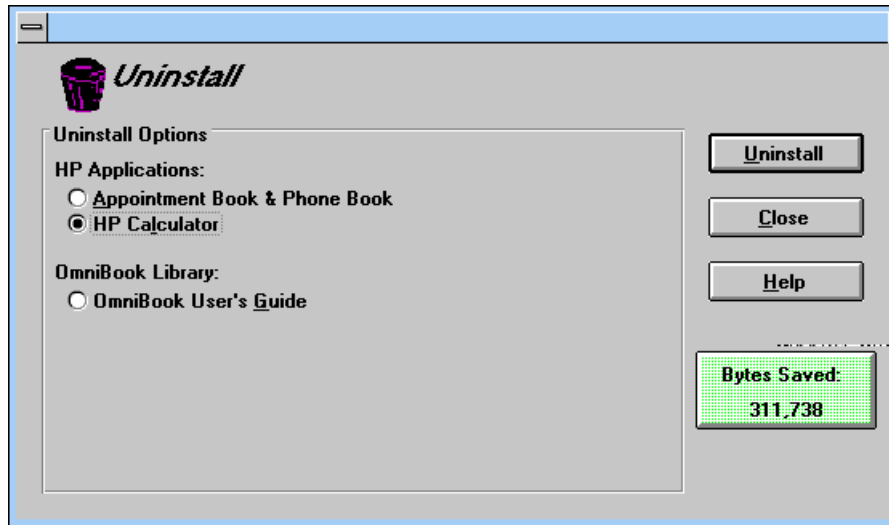 Uninstall
Uninstall Options
HP Applications:
Appointment Book & Phone Book
HP Calculator
OmniBook Library:
OmniBook User's Guide
Uninstall
Close
Help
Bytes Saved:
311,738